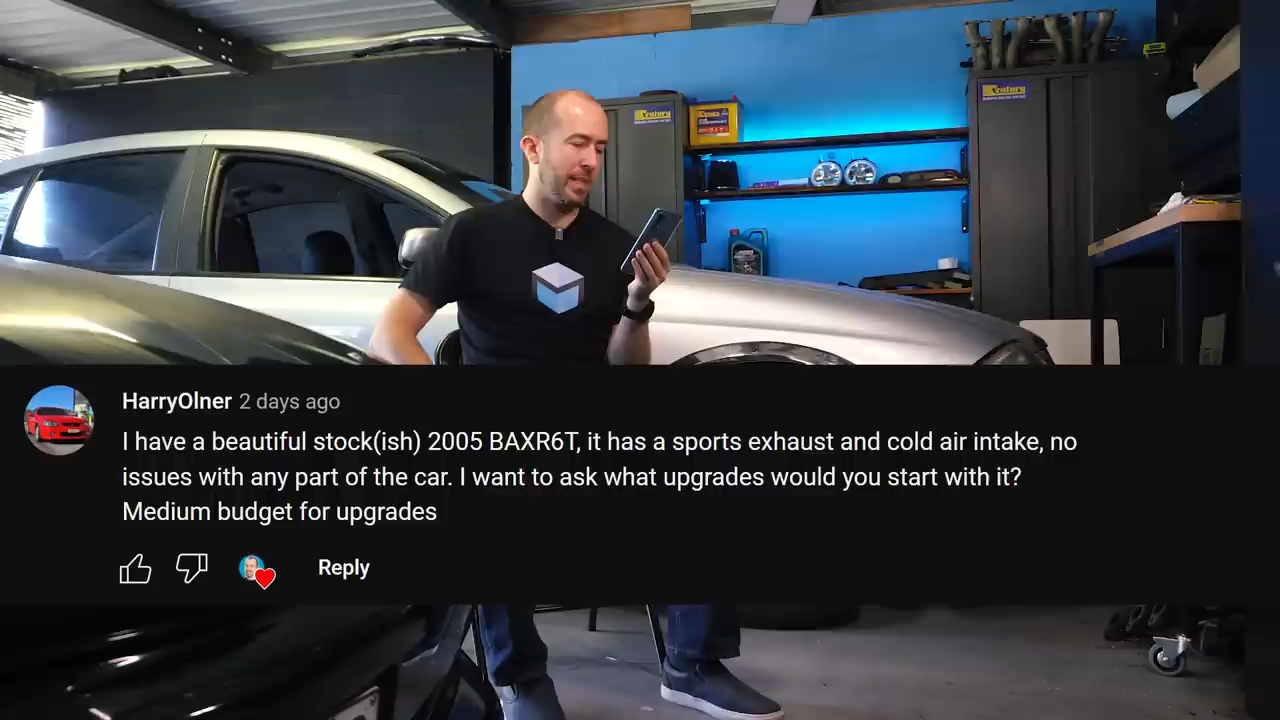 Century
Century
HarryOlner 2 days ago
I have a beautiful stock(ish) 2005 BAXR6T, it has a sports exhaust and cold air intake, no
issues with any part of the car. I want to ask what upgrades would you start with it?
Medium budget for upgrades
Reply